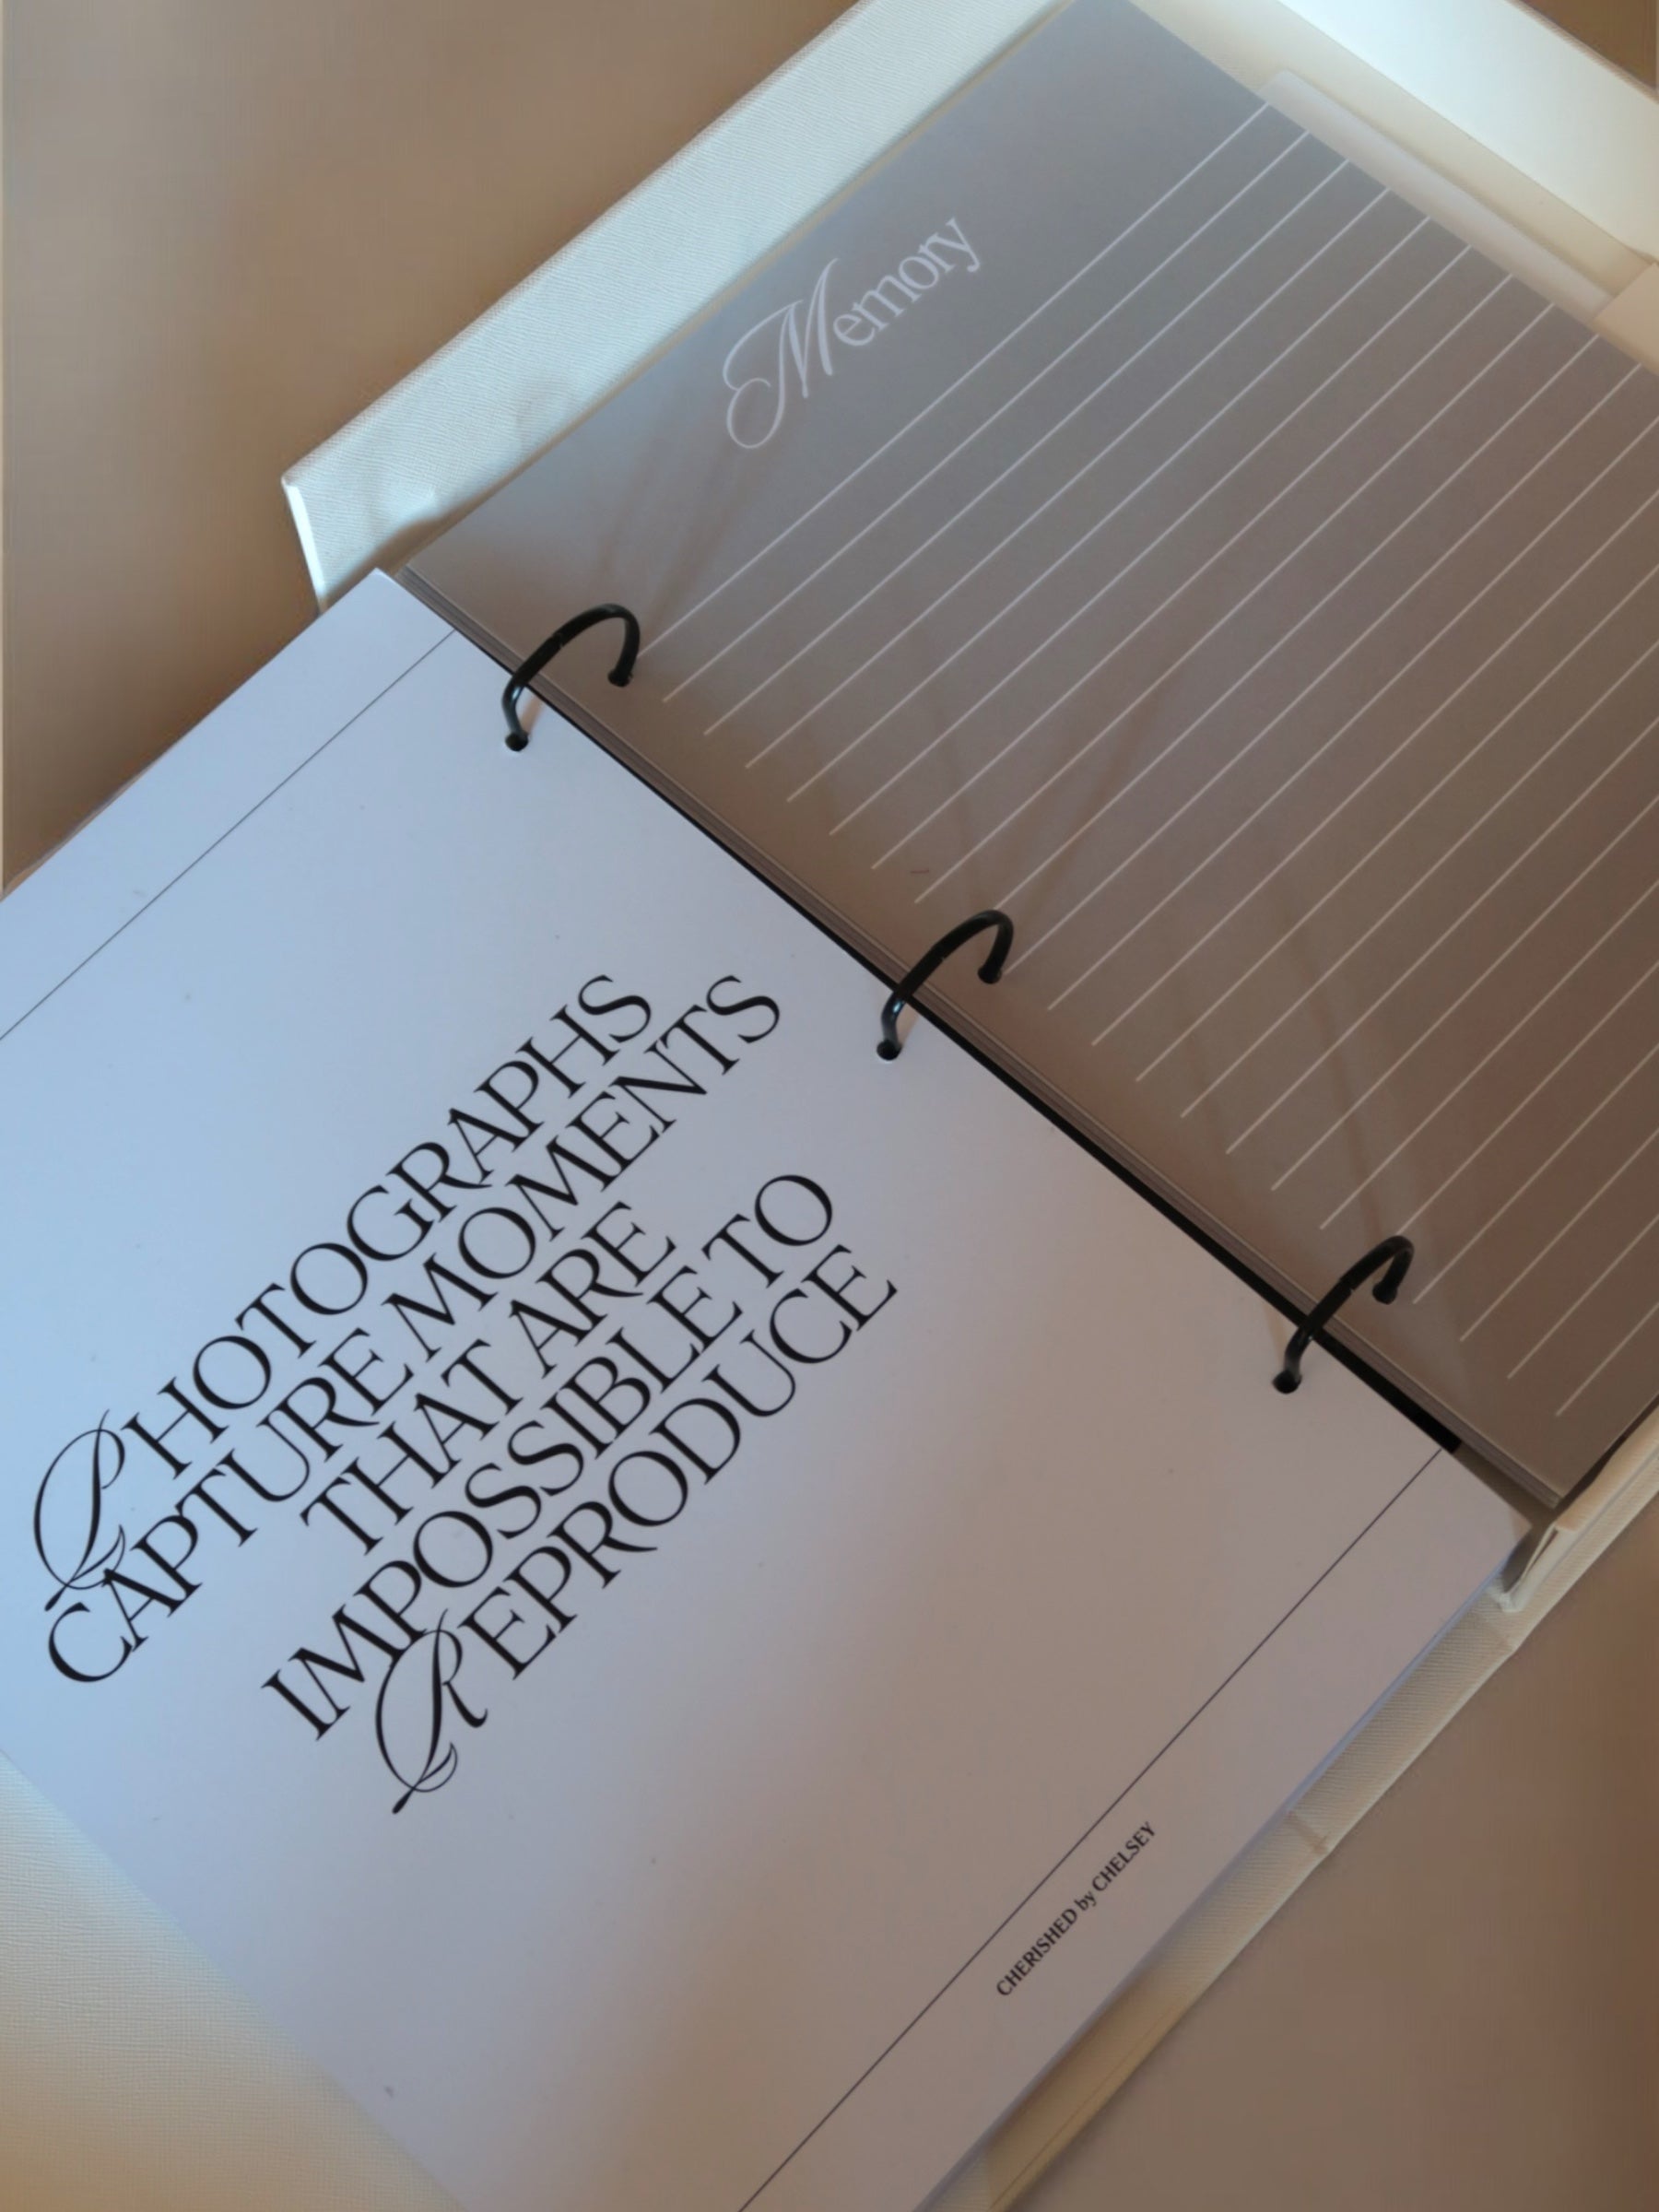 PHOTOGRAPHS
CAPTURE MOMENTS
THAT ARE
IMPOSSIBLE TO
REPRODUCE
CHERISHED by CHELSEY
Memory